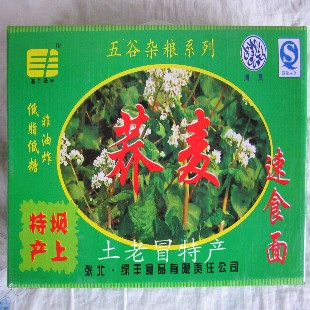 五谷杂粮系列
清真
非油炸
低脂低糖
荞麦
速食面
坝上
特产
土老冒特产
张北·绿丰食品有限责任公司